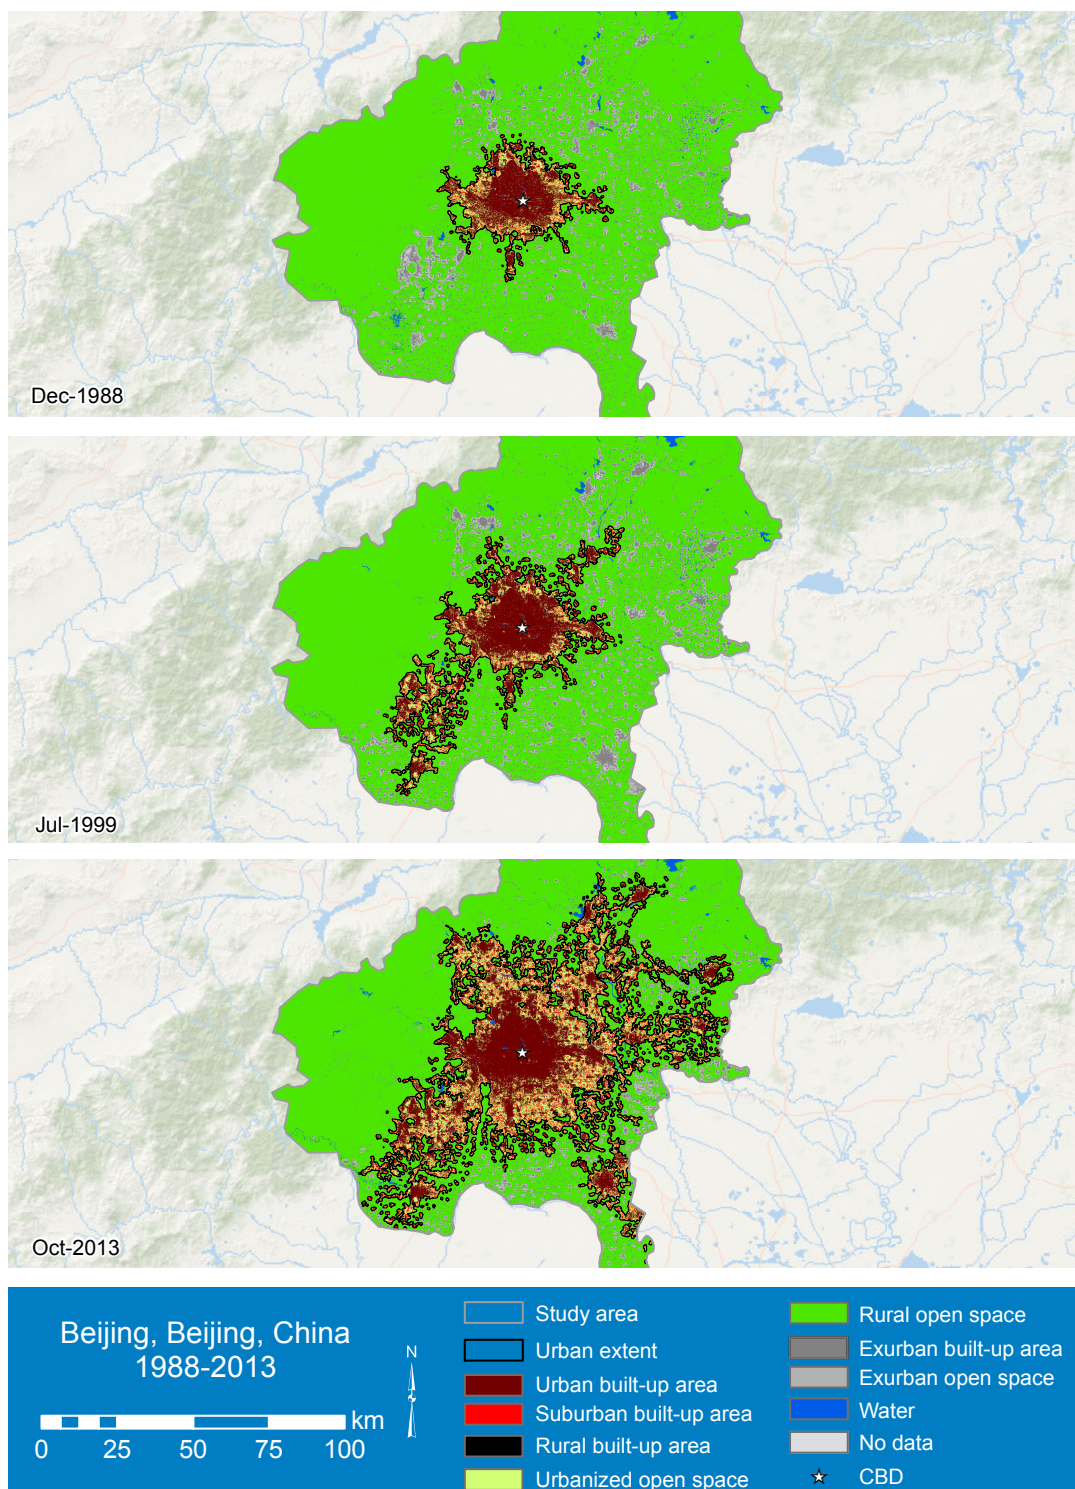 Dec-1988
Jul-1999
Oct-2013
Beijing, Beijing, China
1988-2013
N
km
0 25 50 75 100
Study area
Urban extent
Urban built-up area
Suburban built-up area
Rural built-up area
Urbanized open space
Rural open space
Exurban built-up area
Exurban open space
Water
No data
CBD